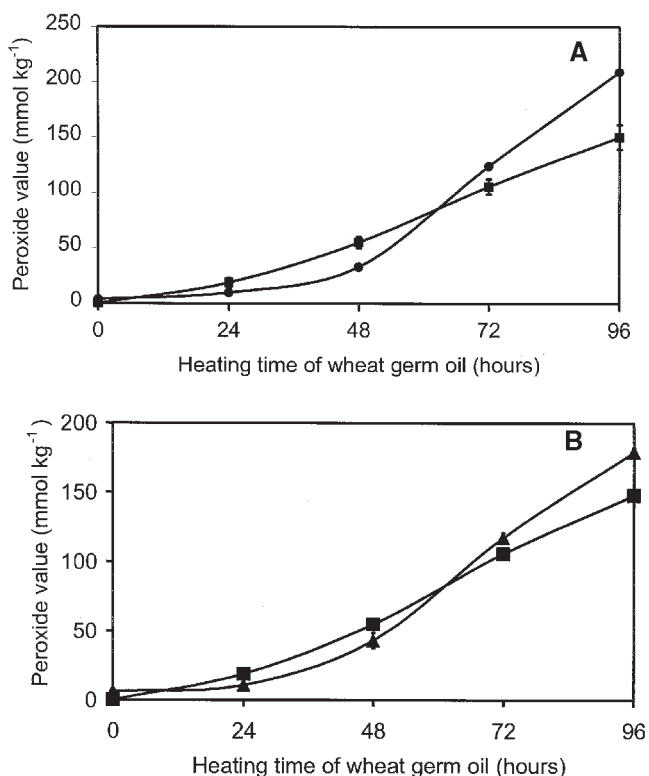 A
Peroxide value (mmol kg⁻¹)
250
200
150
100
50
0
0 24 48 72 96
Heating time of wheat germ oil (hours)
B
Peroxide value (mmol kg⁻¹)
200
150
100
50
0
0 24 48 72 96
Heating time of wheat germ oil (hours)